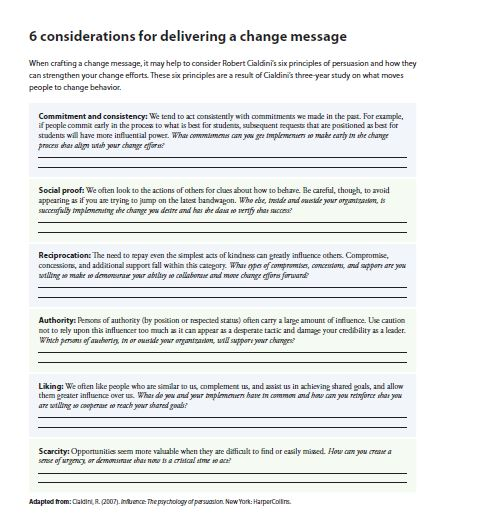 6 considerations for delivering a change message
When crafting a change message, it may help to consider Robert Cialdini's six principles of persuasion and how they
can strengthen your change efforts. These six principles are a result of Cialdini's three-year study on what moves
people to change behavior.
Commitment and consistency: We tend to act consistently with commitments we made in the past. For example,
if people commit early in the process to what is best for students, subsequent requests that are positioned as best for
students will have more influential power. What commitments can you get implementers to make early in the change
process that align with your change efforts?
Social proof: We often look to the actions of others for clues about how to behave. Be careful, though, to avoid
appearing as if you are trying to jump on the latest bandwagon. Who else, inside and outside your organization, is
successfully implementing the change you desire and has the data to verify that success?
Reciprocation: The need to repay even the simplest acts of kindness can greatly influence others. Compromise,
concessions, and additional support fall within this category. What types of compromises, concessions, and support are you
willing to make to demonstrate your ability to collaborate and move change efforts forward?
Authority: Persons of authority (by position or respected status) often carry a large amount of influence. Use caution
not to rely upon this influencer too much as it can appear as a desperate tactic and damage your credibility as a leader.
Which persons of authority, in or outside your organization, will support your changes?
Liking: We often like people who are similar to us, complement us, and assist us in achieving shared goals, and allow
them greater influence over us. What do you and your implementers have in common and how can you reinforce that you
are willing to cooperate to reach your shared goals?
Scarcity: Opportunities seem more valuable when they are difficult to find or easily missed. How can you create a
sense of urgency, or demonstrate that now is a critical time to act?
Adapted from: Cialdini, R. (2007). Influence: The psychology of persuasion. New York: HarperCollins.